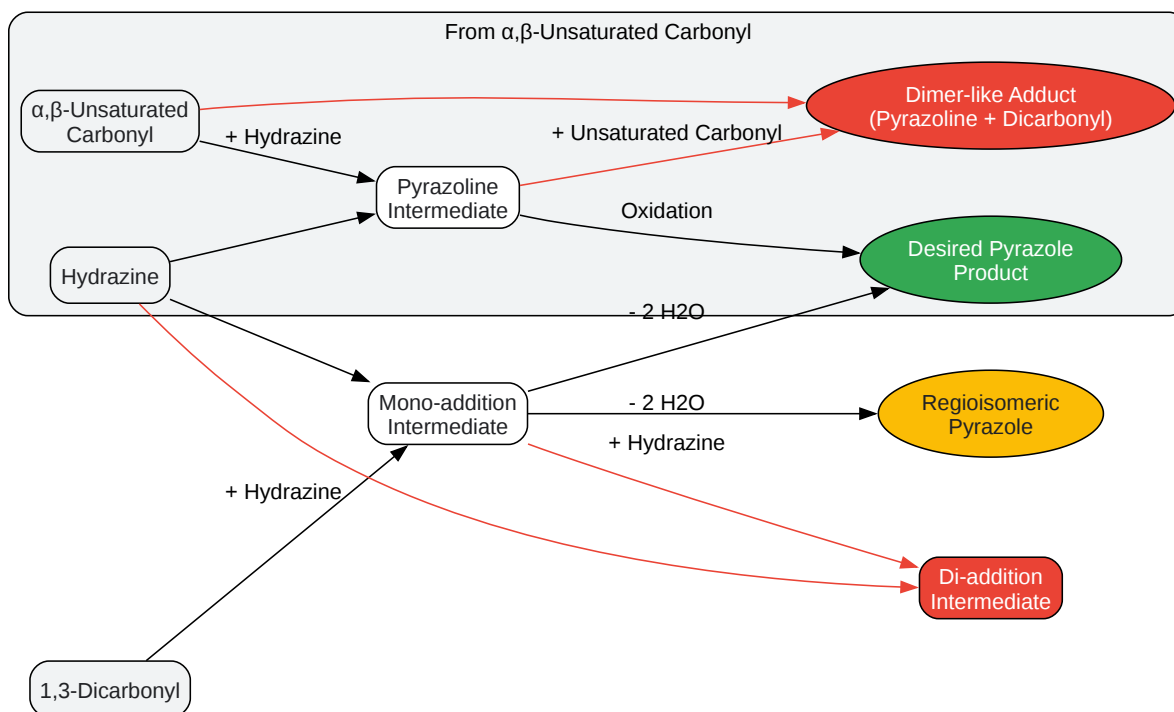 From α,β-Unsaturated Carbonyl
α,β-Unsaturated
Carbonyl
Dimer-like Adduct
(Pyrazoline + Dicarbonyl)
+ Hydrazine
+ Unsaturated Carbonyl
Pyrazoline
Intermediate
Oxidation
Hydrazine
Desired Pyrazole
Product
- 2 H2O
Mono-addition
Intermediate
- 2 H2O
Regioisomeric
Pyrazole
+ Hydrazine
+ Hydrazine
Di-addition
Intermediate
1,3-Dicarbonyl